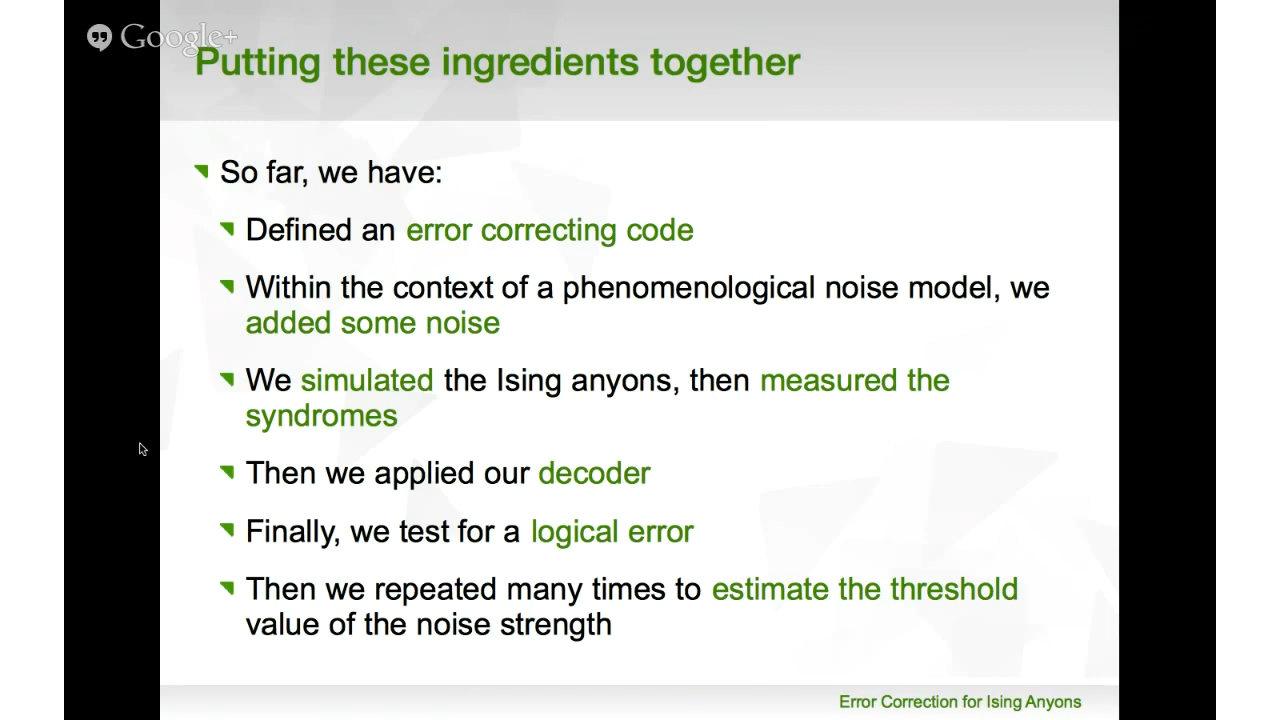 Google+
Putting these ingredients together
So far, we have:
Defined an error correcting code
Within the context of a phenomenological noise model, we
added some noise
We simulated the Ising anyons, then measured the
syndromes
Then we applied our decoder
Finally, we test for a logical error
Then we repeated many times to estimate the threshold
value of the noise strength
Error Correction for Ising Anyons